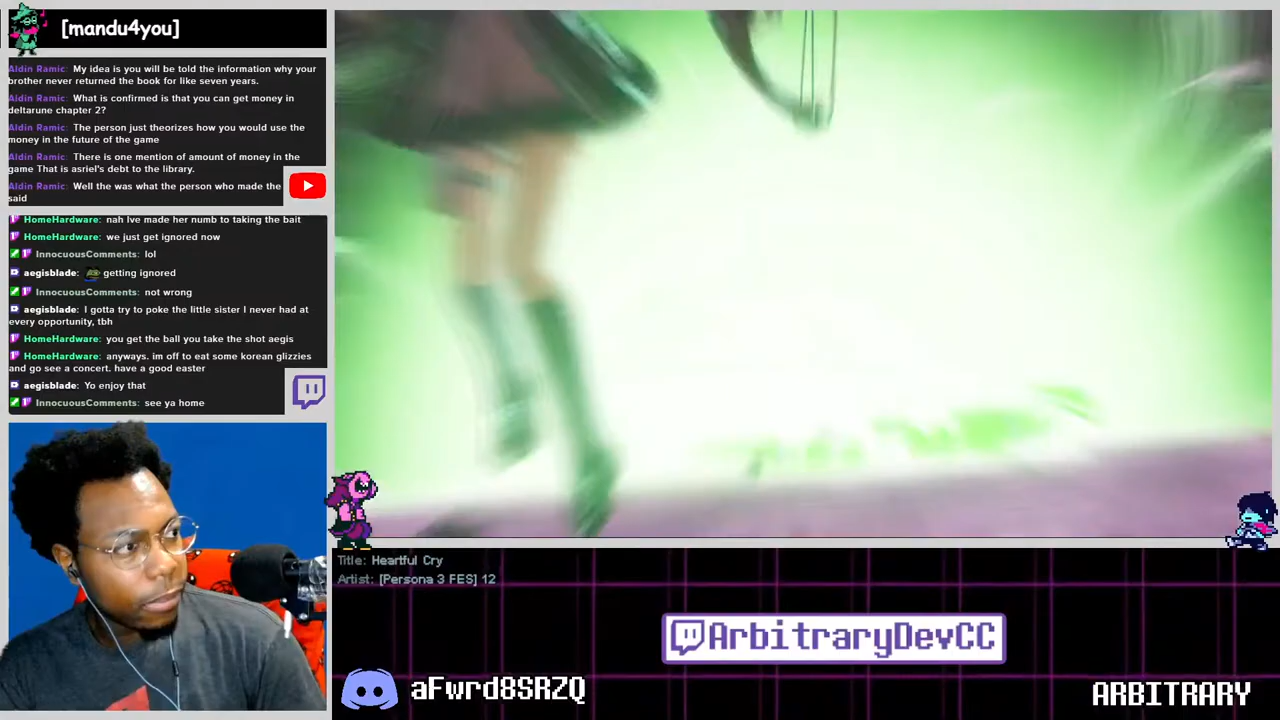 [mandu4you]
Aldin Ramic: My idea is you will be told the information why your
brother never returned the book for like seven years.
Aldin Ramic: What is confirmed is that you can get money in
deltarune chapter 2?
Aldin Ramic: The person just theorizes how you would use the
money in the future of the game
Aldin Ramic: There is one mention of amount of money in the
game That is asriel's debt to the library.
Aldin Ramic: Well the was what the person who made the
said
HomeHardware: nah Ive made her numb to taking the bait
HomeHardware: we just get ignored now
InnocuousComments: lol
aegisblade: getting ignored
InnocuousComments: not wrong
aegisblade: I gotta try to poke the little sister I never had at
every opportunity, tbh
HomeHardware: you get the ball you take the shot aegis
HomeHardware: anyways. im off to eat some korean glizzies
and go see a concert. have a good easter
aegisblade: Yo enjoy that
InnocuousComments: see ya home
Title: Heartful Cry
Artist: [Persona 3 FES] 12
ArbitraryDevCC
aFwrd8SRZQ
ARBITRARY